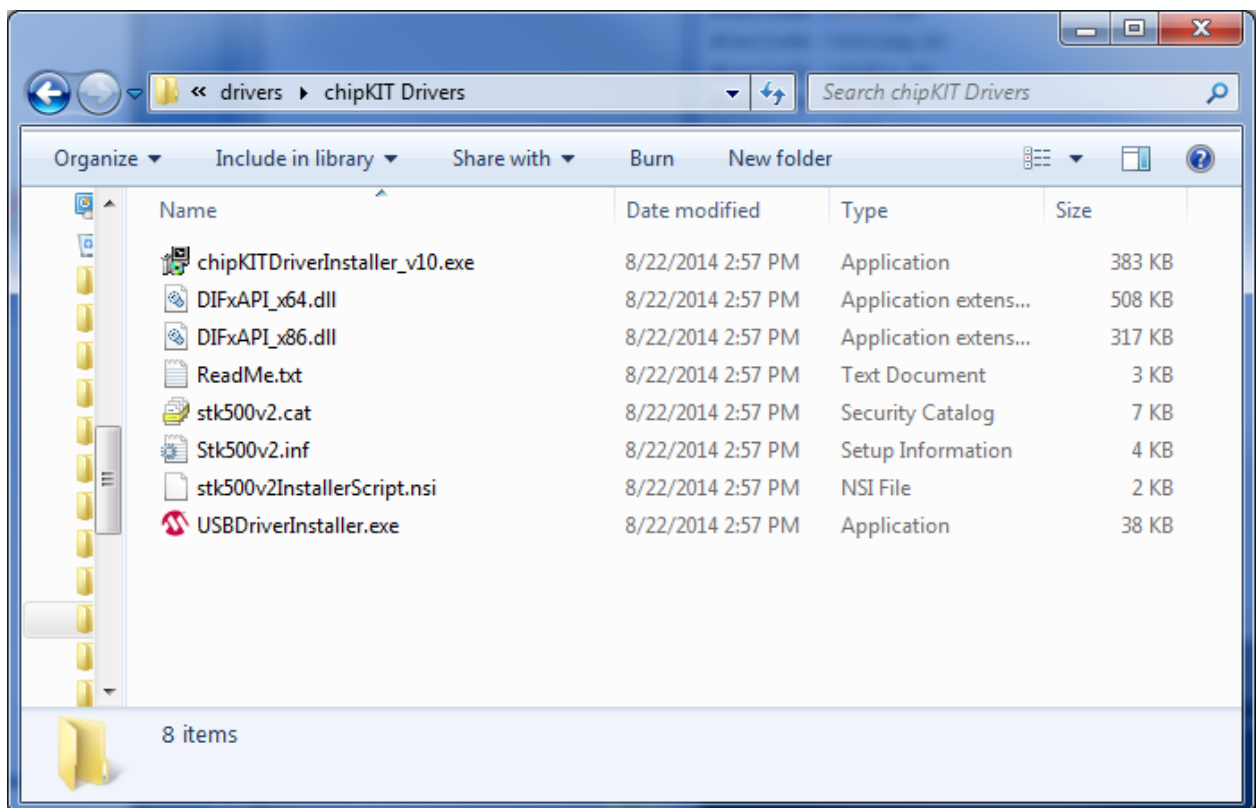 « drivers ▸ chipKIT Drivers
Search chipKIT Drivers
Organize Include in library Share with Burn New folder
Name Date modified Type Size
chipKITDriverInstaller_v10.exe 8/22/2014 2:57 PM Application 383 KB
DIFxAPI_x64.dll 8/22/2014 2:57 PM Application extens... 508 KB
DIFxAPI_x86.dll 8/22/2014 2:57 PM Application extens... 317 KB
ReadMe.txt 8/22/2014 2:57 PM Text Document 3 KB
stk500v2.cat 8/22/2014 2:57 PM Security Catalog 7 KB
Stk500v2.inf 8/22/2014 2:57 PM Setup Information 4 KB
stk500v2InstallerScript.nsi 8/22/2014 2:57 PM NSI File 2 KB
USBDriverInstaller.exe 8/22/2014 2:57 PM Application 38 KB
8 items